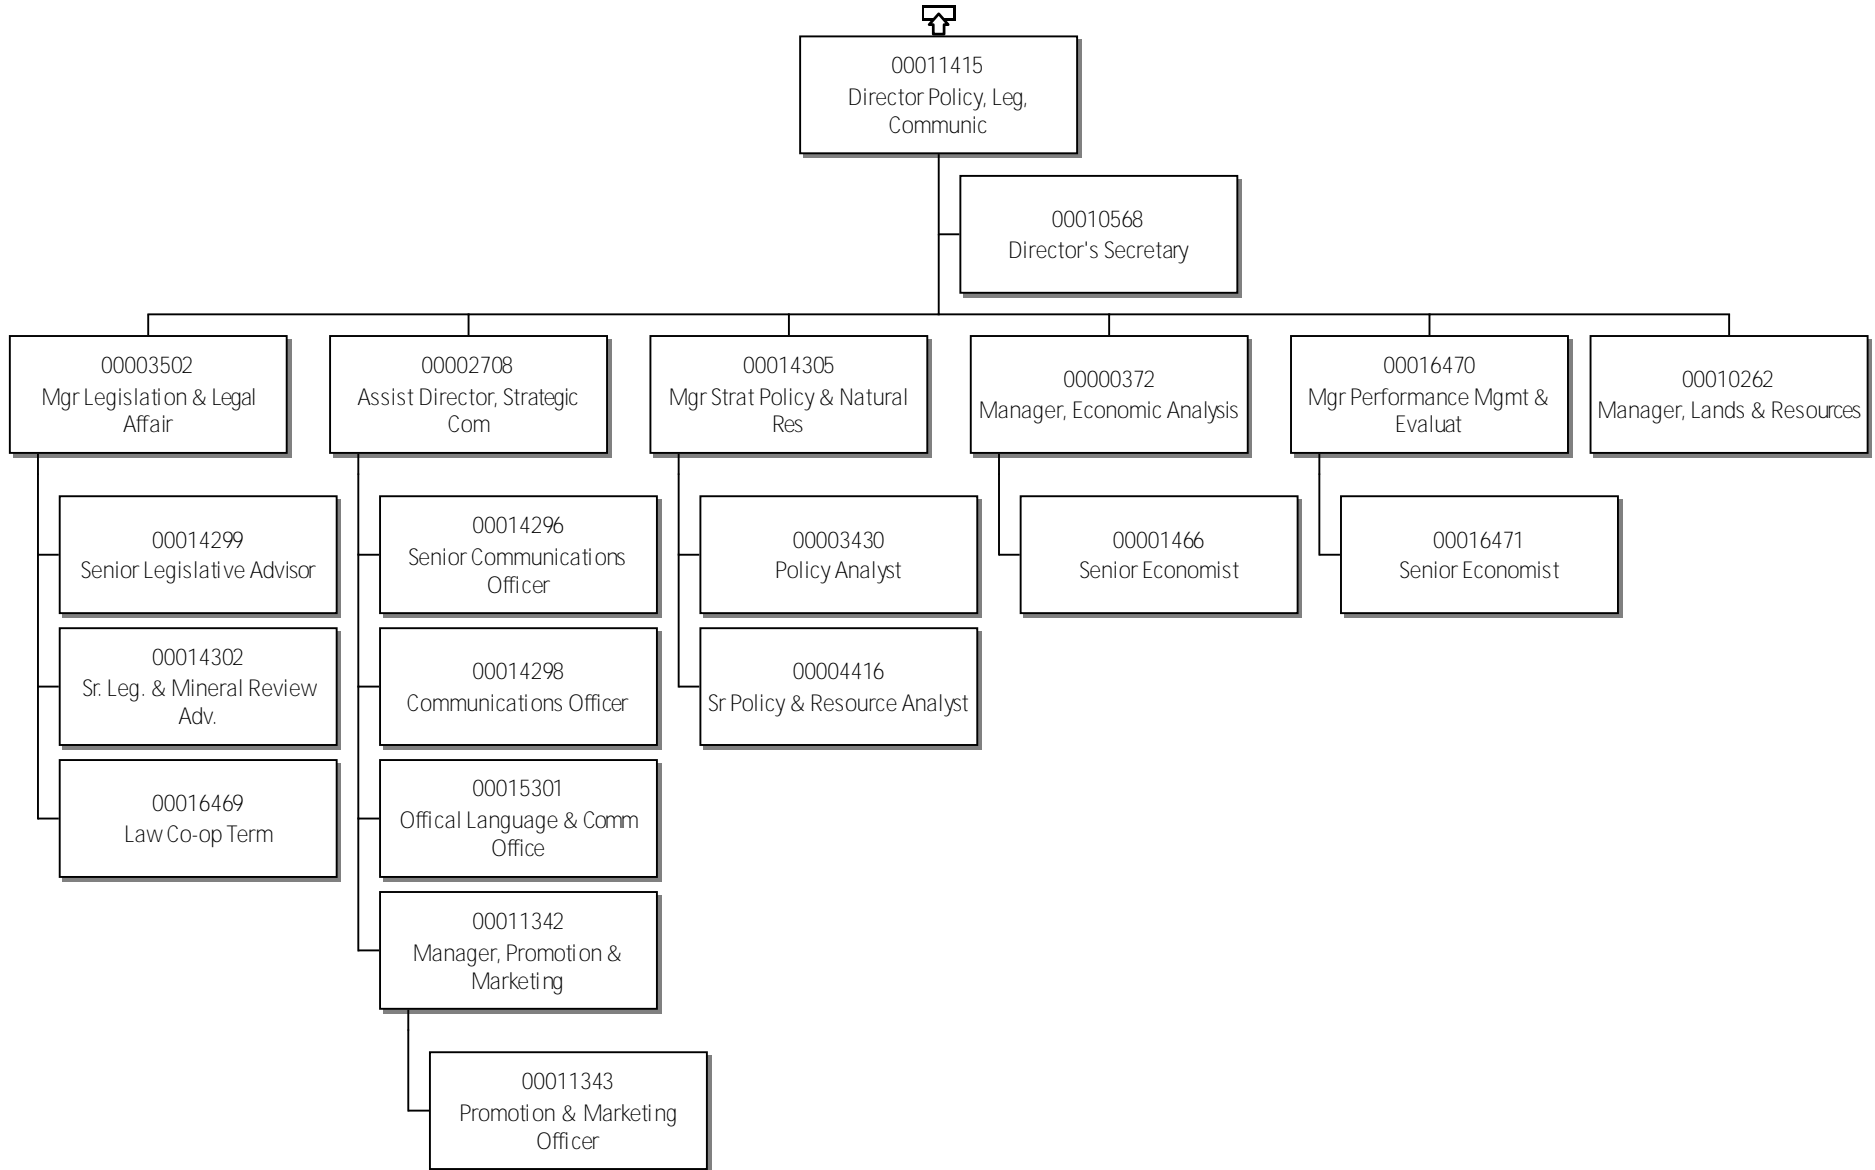 00011415
Director Policy, Leg,
Communic
00010568
Director's Secretary
00003502
Mgr Legislation & Legal
Affair
00002708
Assist Director, Strategic
Com
00014305
Mgr Strat Policy & Natural
Res
00000372
Manager, Economic Analysis
00016470
Mgr Performance Mgmt &
Evaluat
00010262
Manager, Lands & Resources
00014299
Senior Legislative Advisor
00014302
Sr. Leg. & Mineral Review
Adv.
00016469
Law Co-op Term
00014296
Senior Communications
Officer
00014298
Communications Officer
00015301
Offical Language & Comm
Office
00011342
Manager, Promotion &
Marketing
00011343
Promotion & Marketing
Officer
00003430
Policy Analyst
00004416
Sr Policy & Resource Analyst
00001466
Senior Economist
00016471
Senior Economist